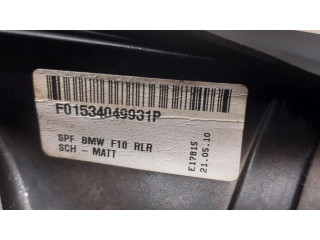 F01534049931P
SPF BMW F10 RLR
SCH - MATT
E17815
21.05.10